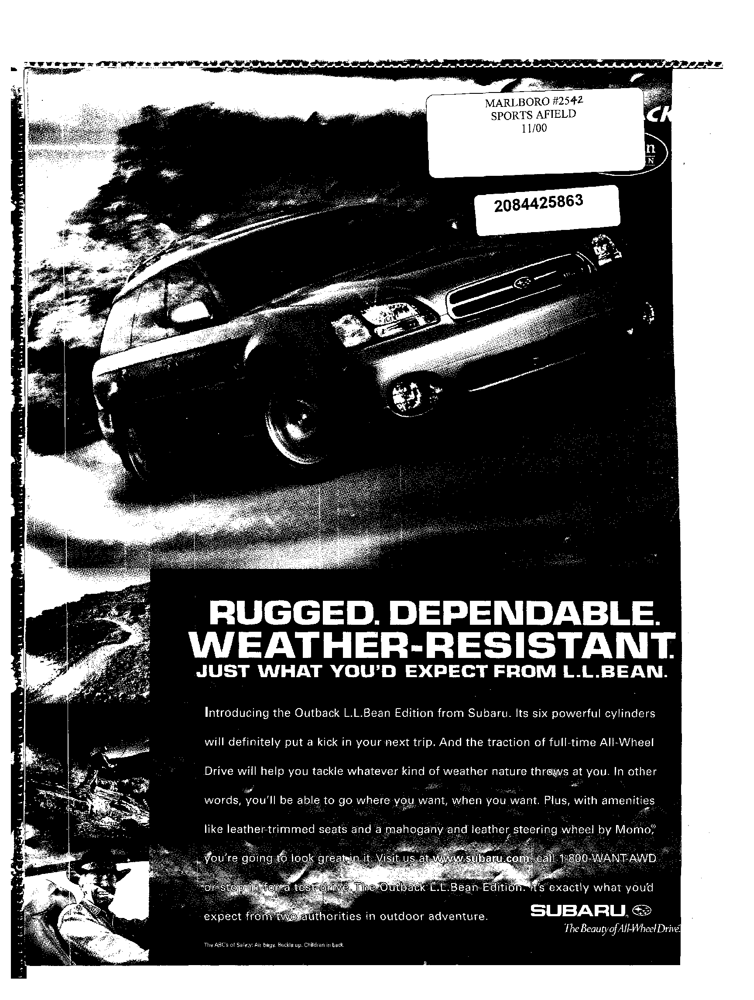 MARLBORO #2542
SPORTS AFIELD
11/00
CK
n
N
2084425863
RUGGED. DEPENDABLE.
WEATHER-RESISTANT.
JUST WHAT YOU'D EXPECT FROM L.L.BEAN.
Introducing the Outback L.L.Bean Edition from Subaru. Its six powerful cylinders
will definitely put a kick in your next trip. And the traction of full-time All-Wheel
Drive will help you tackle whatever kind of weather nature throws at you. In other
words, you'll be able to go where you want, when you want. Plus, with amenities
like leather-trimmed seats and a mahogany and leather steering wheel by Momo,®
you're going to look great in it. Visit us at www.subaru.com, call 1-800-WANT-AWD
or stop in for a test-drive. The Outback L.L.Bean Edition. It's exactly what you'd
expect from two authorities in outdoor adventure.
SUBARU
The Beauty of All-Wheel Drive.
The ABC's of Safety: Air bags. Buckle up. Children in back.